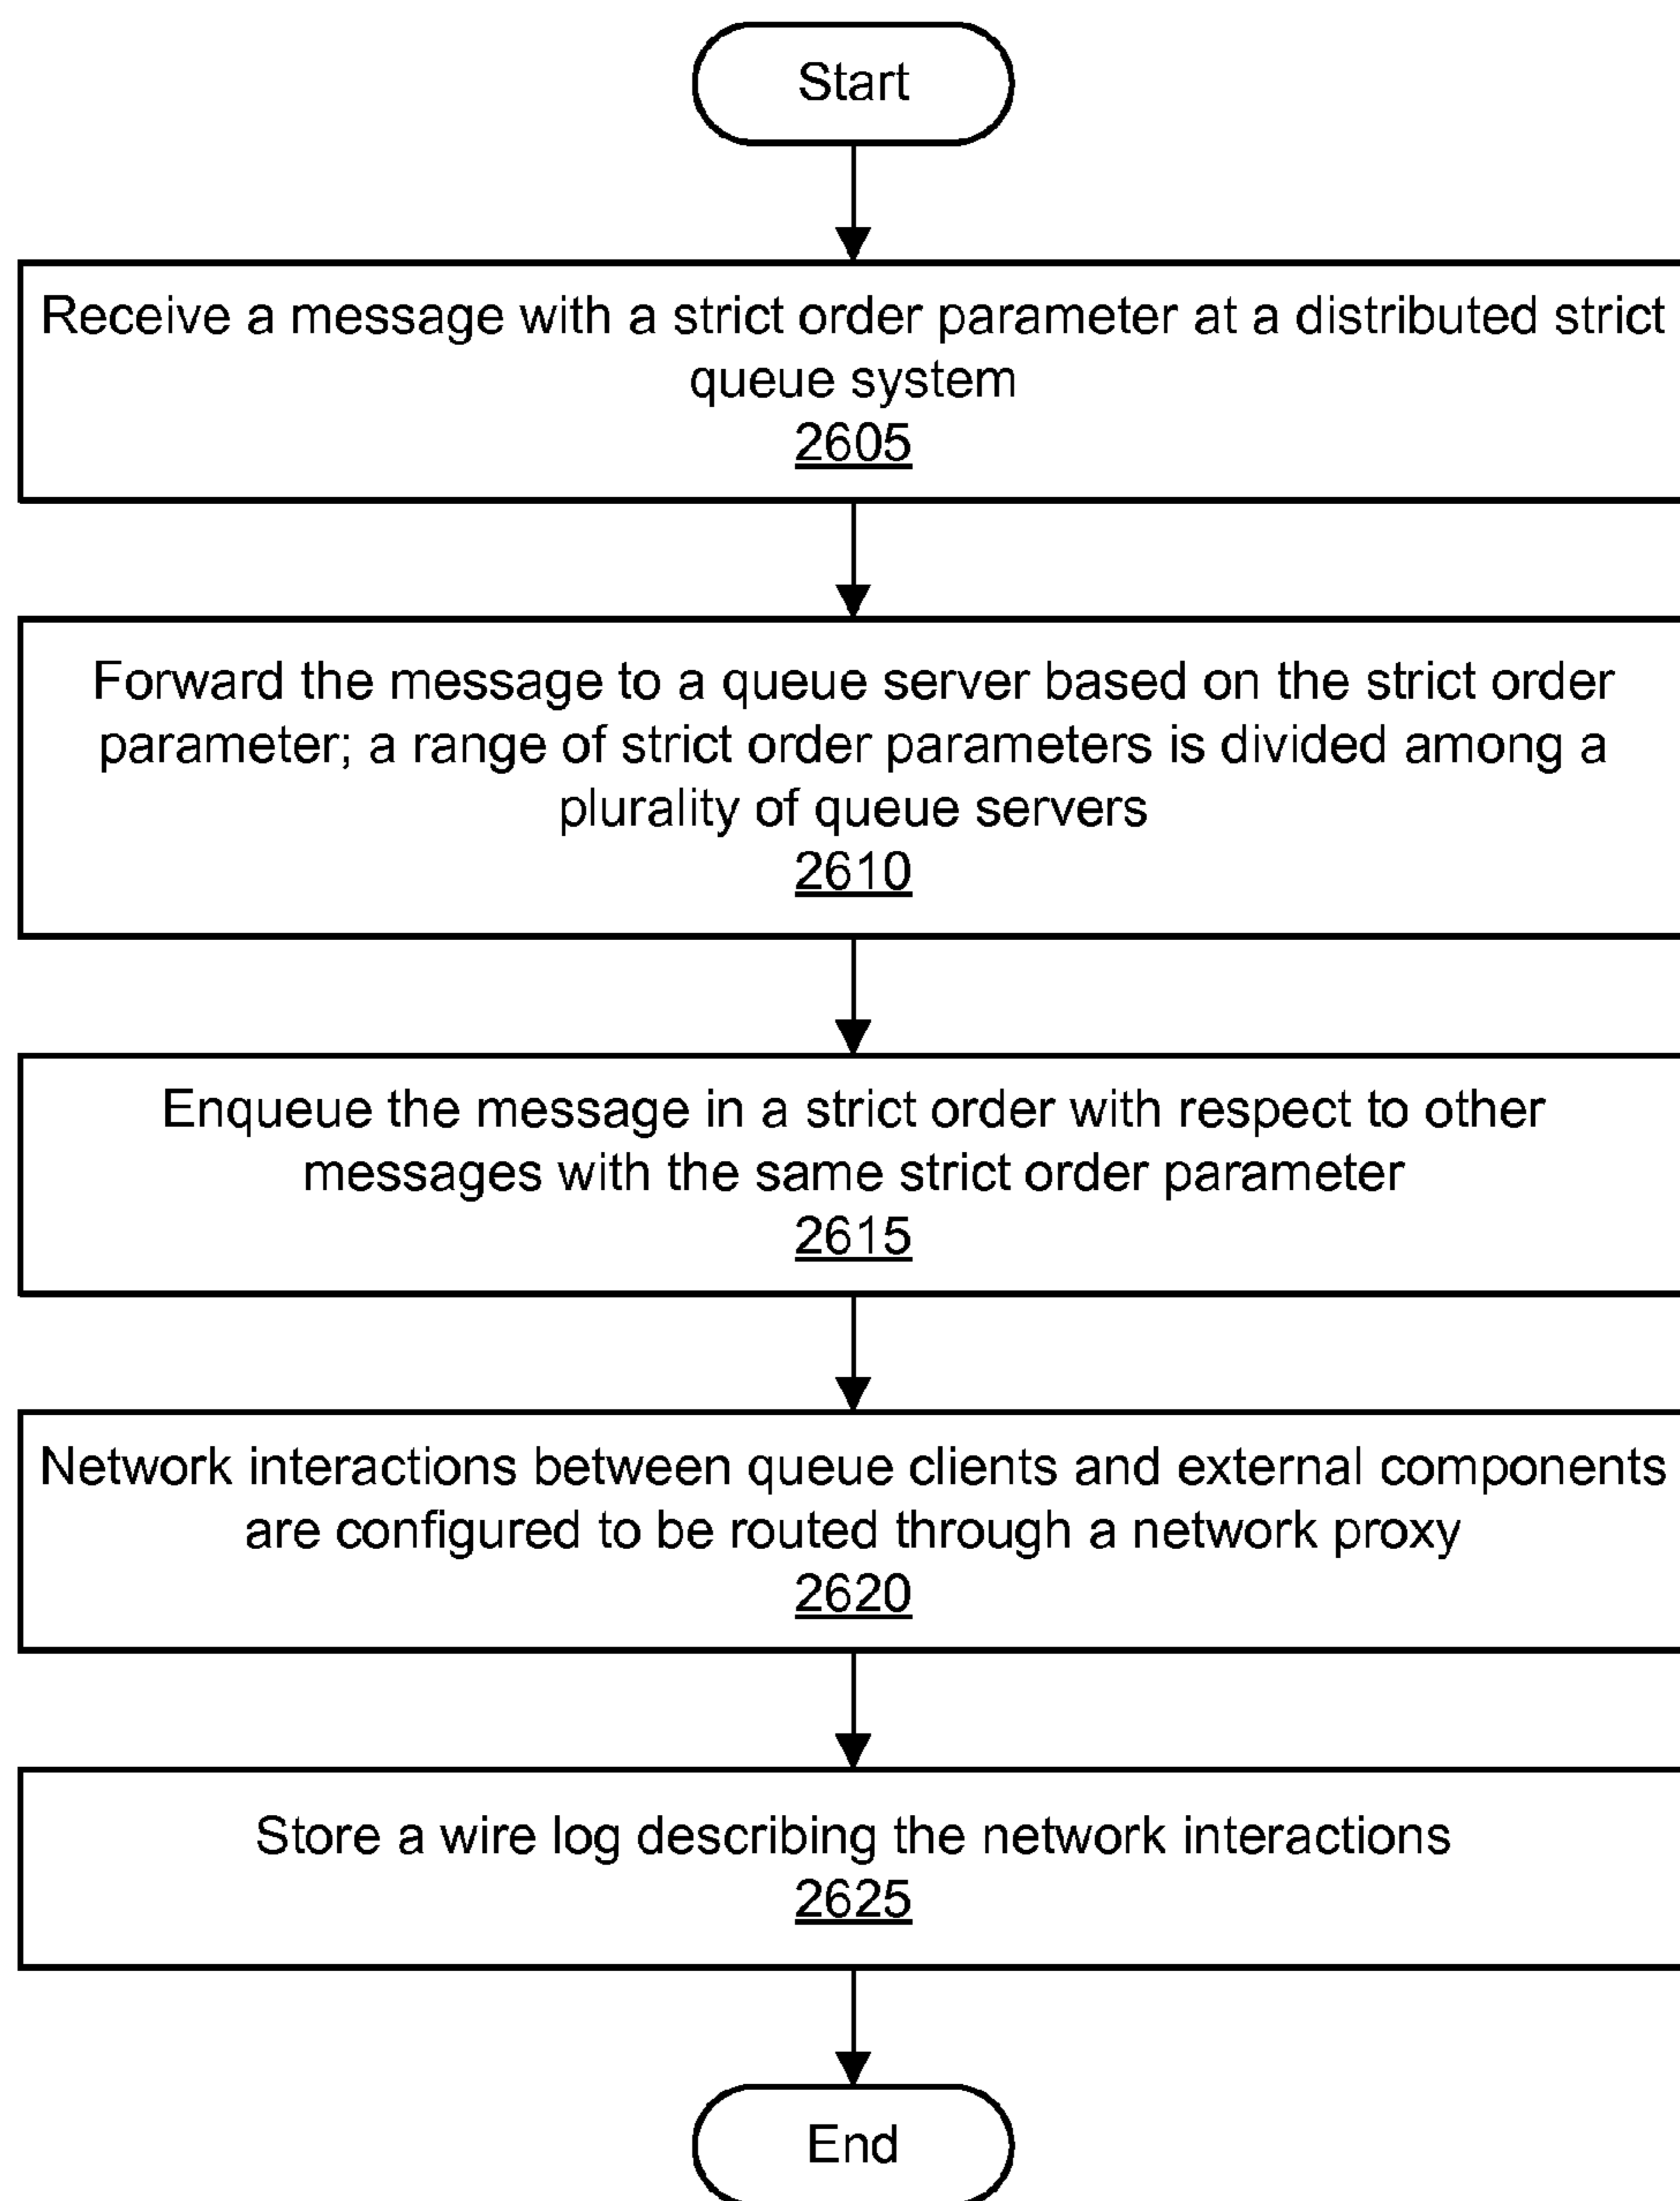 Start
Receive a message with a strict order parameter at a distributed strict
queue system
2605
Forward the message to a queue server based on the strict order
parameter; a range of strict order parameters is divided among a
plurality of queue servers
2610
Enqueue the message in a strict order with respect to other
messages with the same strict order parameter
2615
Network interactions between queue clients and external components
are configured to be routed through a network proxy
2620
Store a wire log describing the network interactions
2625
End